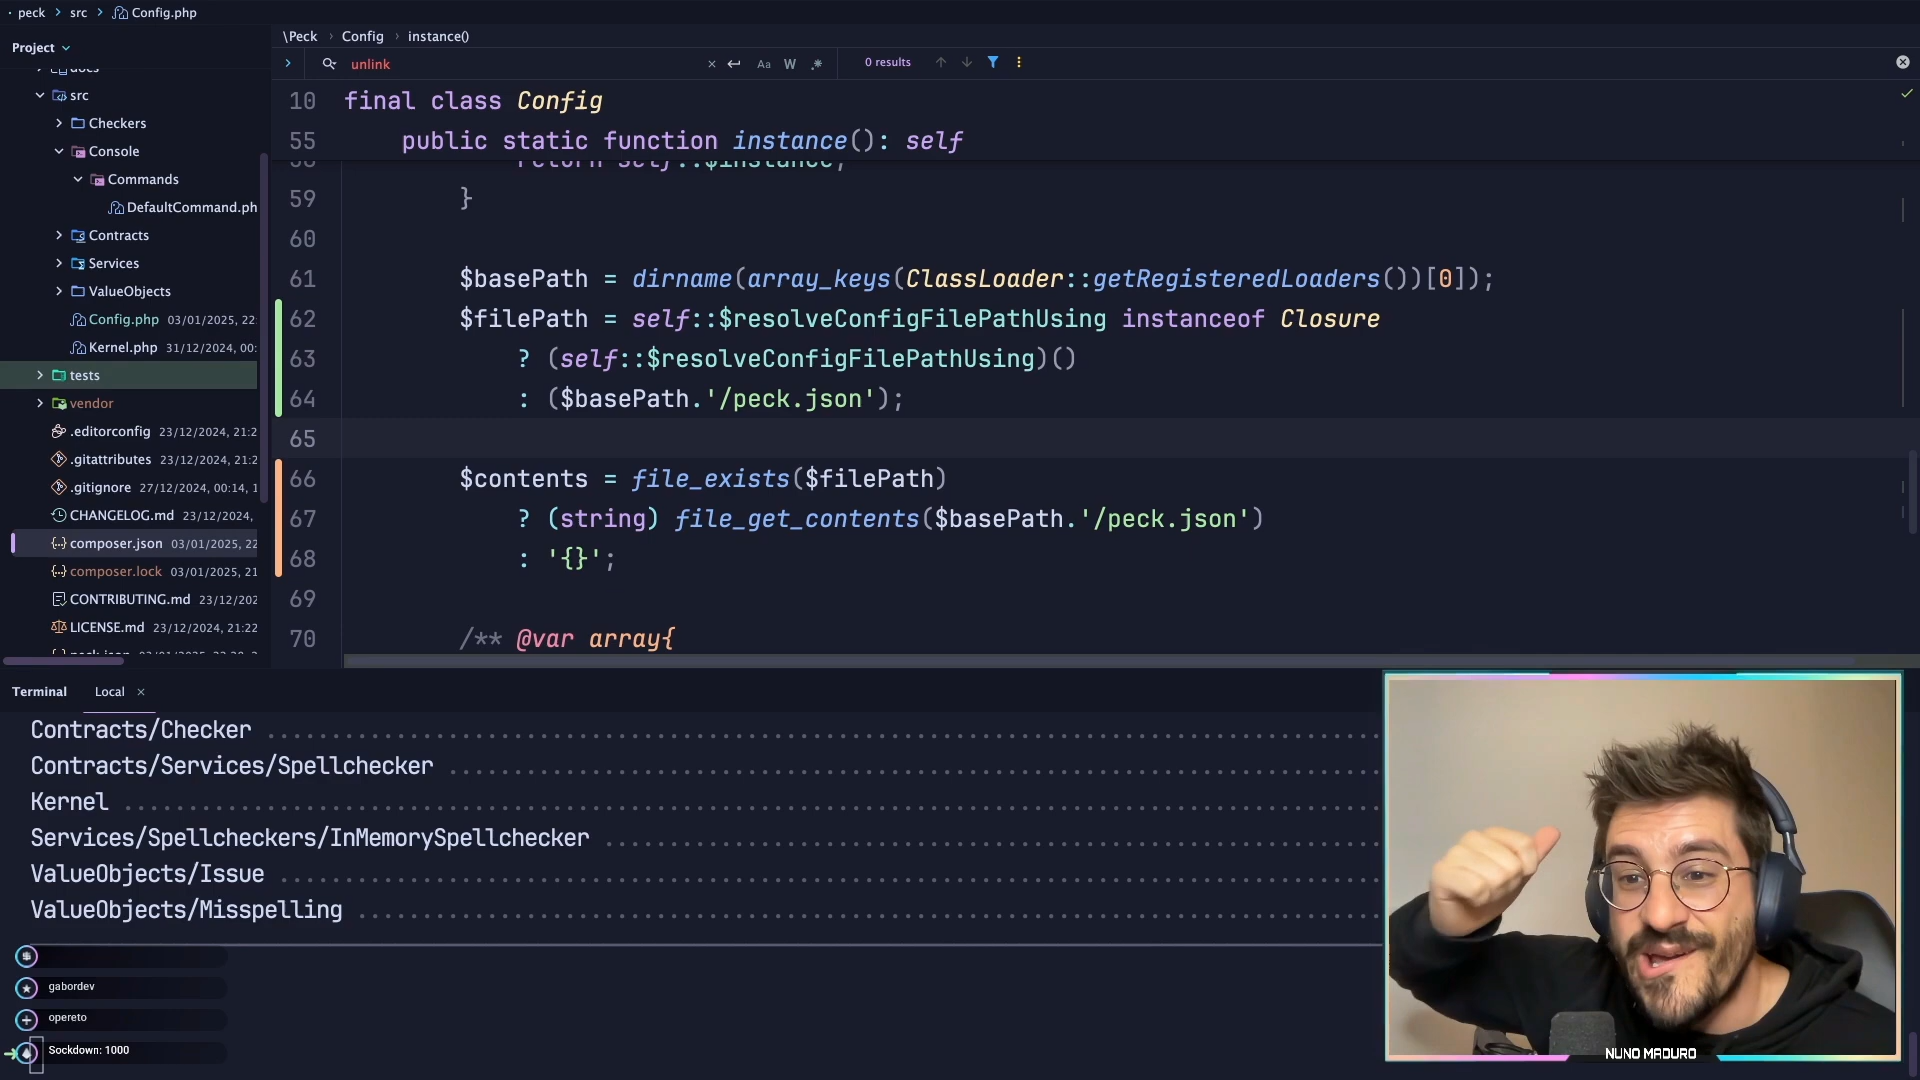 peck > src > Config.php
Project
docs
src
Checkers
Console
Commands
DefaultCommand.ph
Contracts
Services
ValueObjects
Config.php 03/01/2025, 22:
Kernel.php 31/12/2024, 00:
tests
vendor
.editorconfig 23/12/2024, 21:2
.gitattributes 23/12/2024, 21:2
.gitignore 27/12/2024, 00:14, 1
CHANGELOG.md 23/12/2024,
composer.json 03/01/2025, 22
composer.lock 03/01/2025, 21
CONTRIBUTING.md 23/12/202
LICENSE.md 23/12/2024, 21:22
\Peck > Config > instance()
unlink
Aa W .* 0 results
10 final class Config
55 public static function instance(): self
return self::$instance;
59 }
60
61 $basePath = dirname(array_keys(ClassLoader::getRegisteredLoaders())[0]);
62 $filePath = self::$resolveConfigFilePathUsing instanceof Closure
63 ? (self::$resolveConfigFilePathUsing)()
64 : ($basePath.'/peck.json');
65
66 $contents = file_exists($filePath)
67 ? (string) file_get_contents($basePath.'/peck.json')
68 : '{}';
69
70 /** @var array{
Terminal Local ×
Contracts/Checker
Contracts/Services/Spellchecker
Kernel
Services/Spellcheckers/InMemorySpellchecker
ValueObjects/Issue
ValueObjects/Misspelling
gabordev
opereto
Sockdown: 1000
NUNO MADURO